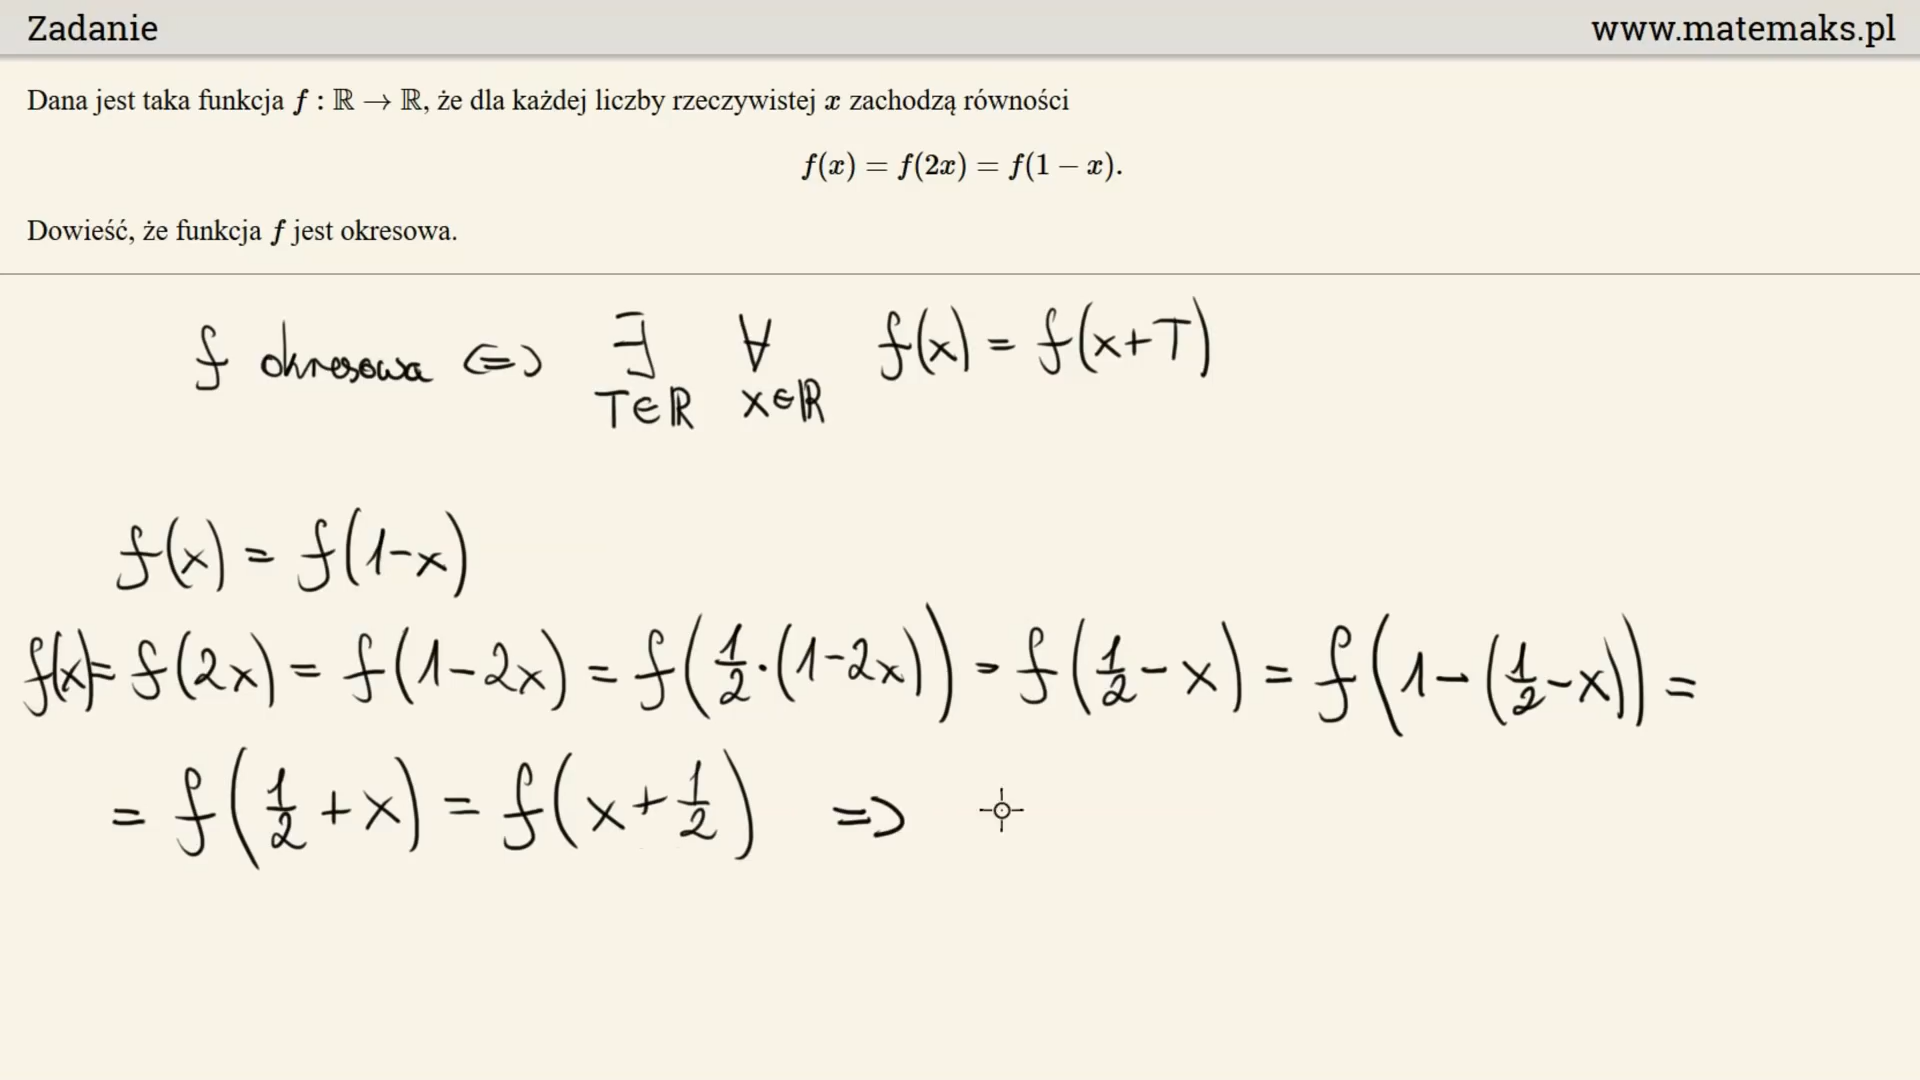 Zadanie
www.matemaks.pl
Dana jest taka funkcja f : ℝ → ℝ, że dla każdej liczby rzeczywistej x zachodzą równości
f(x) = f(2x) = f(1 − x).
Dowieść, że funkcja f jest okresowa.
f okresowa ⇔ ∃ ∀ f(x) = f(x+T)
T∈ℝ x∈ℝ
f(x) = f(1-x)
f(x)= f(2x) = f(1-2x) = f(1/2·(1-2x)) = f(1/2-x) = f(1-(1/2-x)) =
= f(1/2+x) = f(x+1/2) ⇒